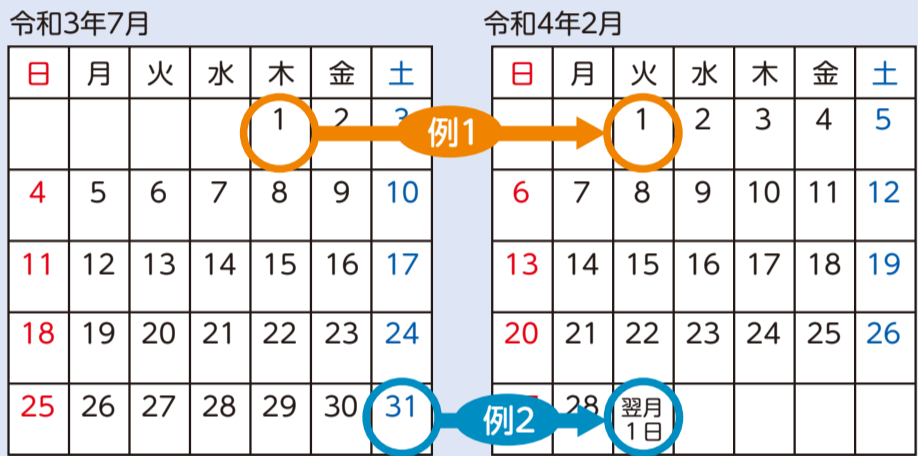 令和3年7月
日 月 火 水 木 金 土
1 2 3
4 5 6 7 8 9 10
11 12 13 14 15 16 17
18 19 20 21 22 23 24
25 26 27 28 29 30 31
例1
例2
令和4年2月
日 月 火 水 木 金 土
1 2 3 4 5
6 7 8 9 10 11 12
13 14 15 16 17 18 19
20 21 22 23 24 25 26
28 翌月
1日